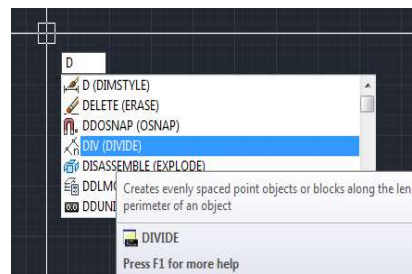 D
D (DIMSTYLE)
DELETE (ERASE)
DDOSNAP (OSNAP)
DIV (DIVIDE)
DISASSEMBLE (EXPLODE)
DDLMO
DDUNI
Creates evenly spaced point objects or blocks along the len
perimeter of an object
DIVIDE
Press F1 for more help